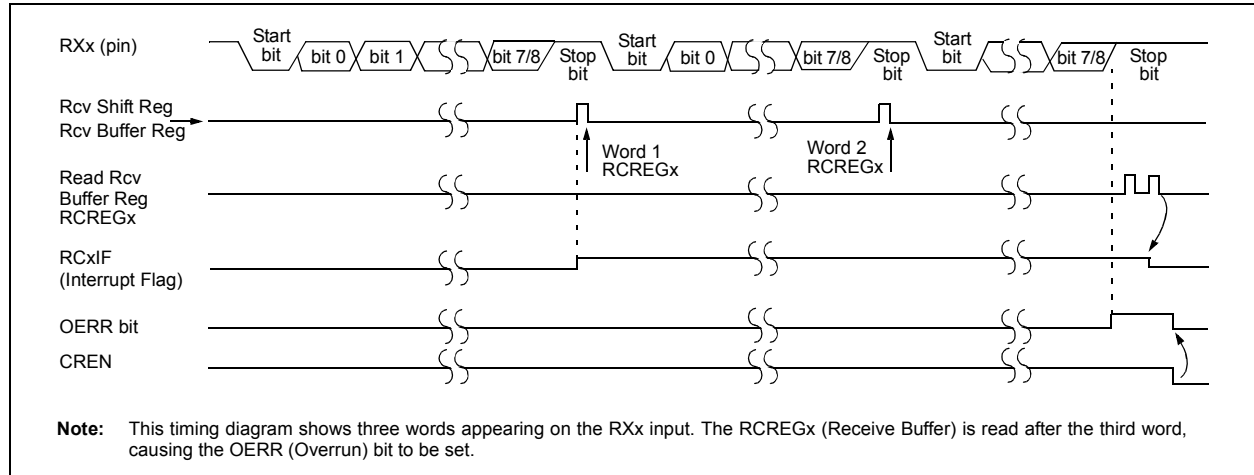 RXx (pin)
Start bit
bit 0
bit 1
bit 7/8
Stop bit
Start bit
bit 0
bit 7/8
Stop bit
Start bit
bit 7/8
Stop bit
Rcv Shift Reg
Rcv Buffer Reg
Word 1
RCREGx
Word 2
RCREGx
Read Rcv
Buffer Reg
RCREGx
RCxIF
(Interrupt Flag)
OERR bit
CREN
Note: This timing diagram shows three words appearing on the RXx input. The RCREGx (Receive Buffer) is read after the third word,
causing the OERR (Overrun) bit to be set.